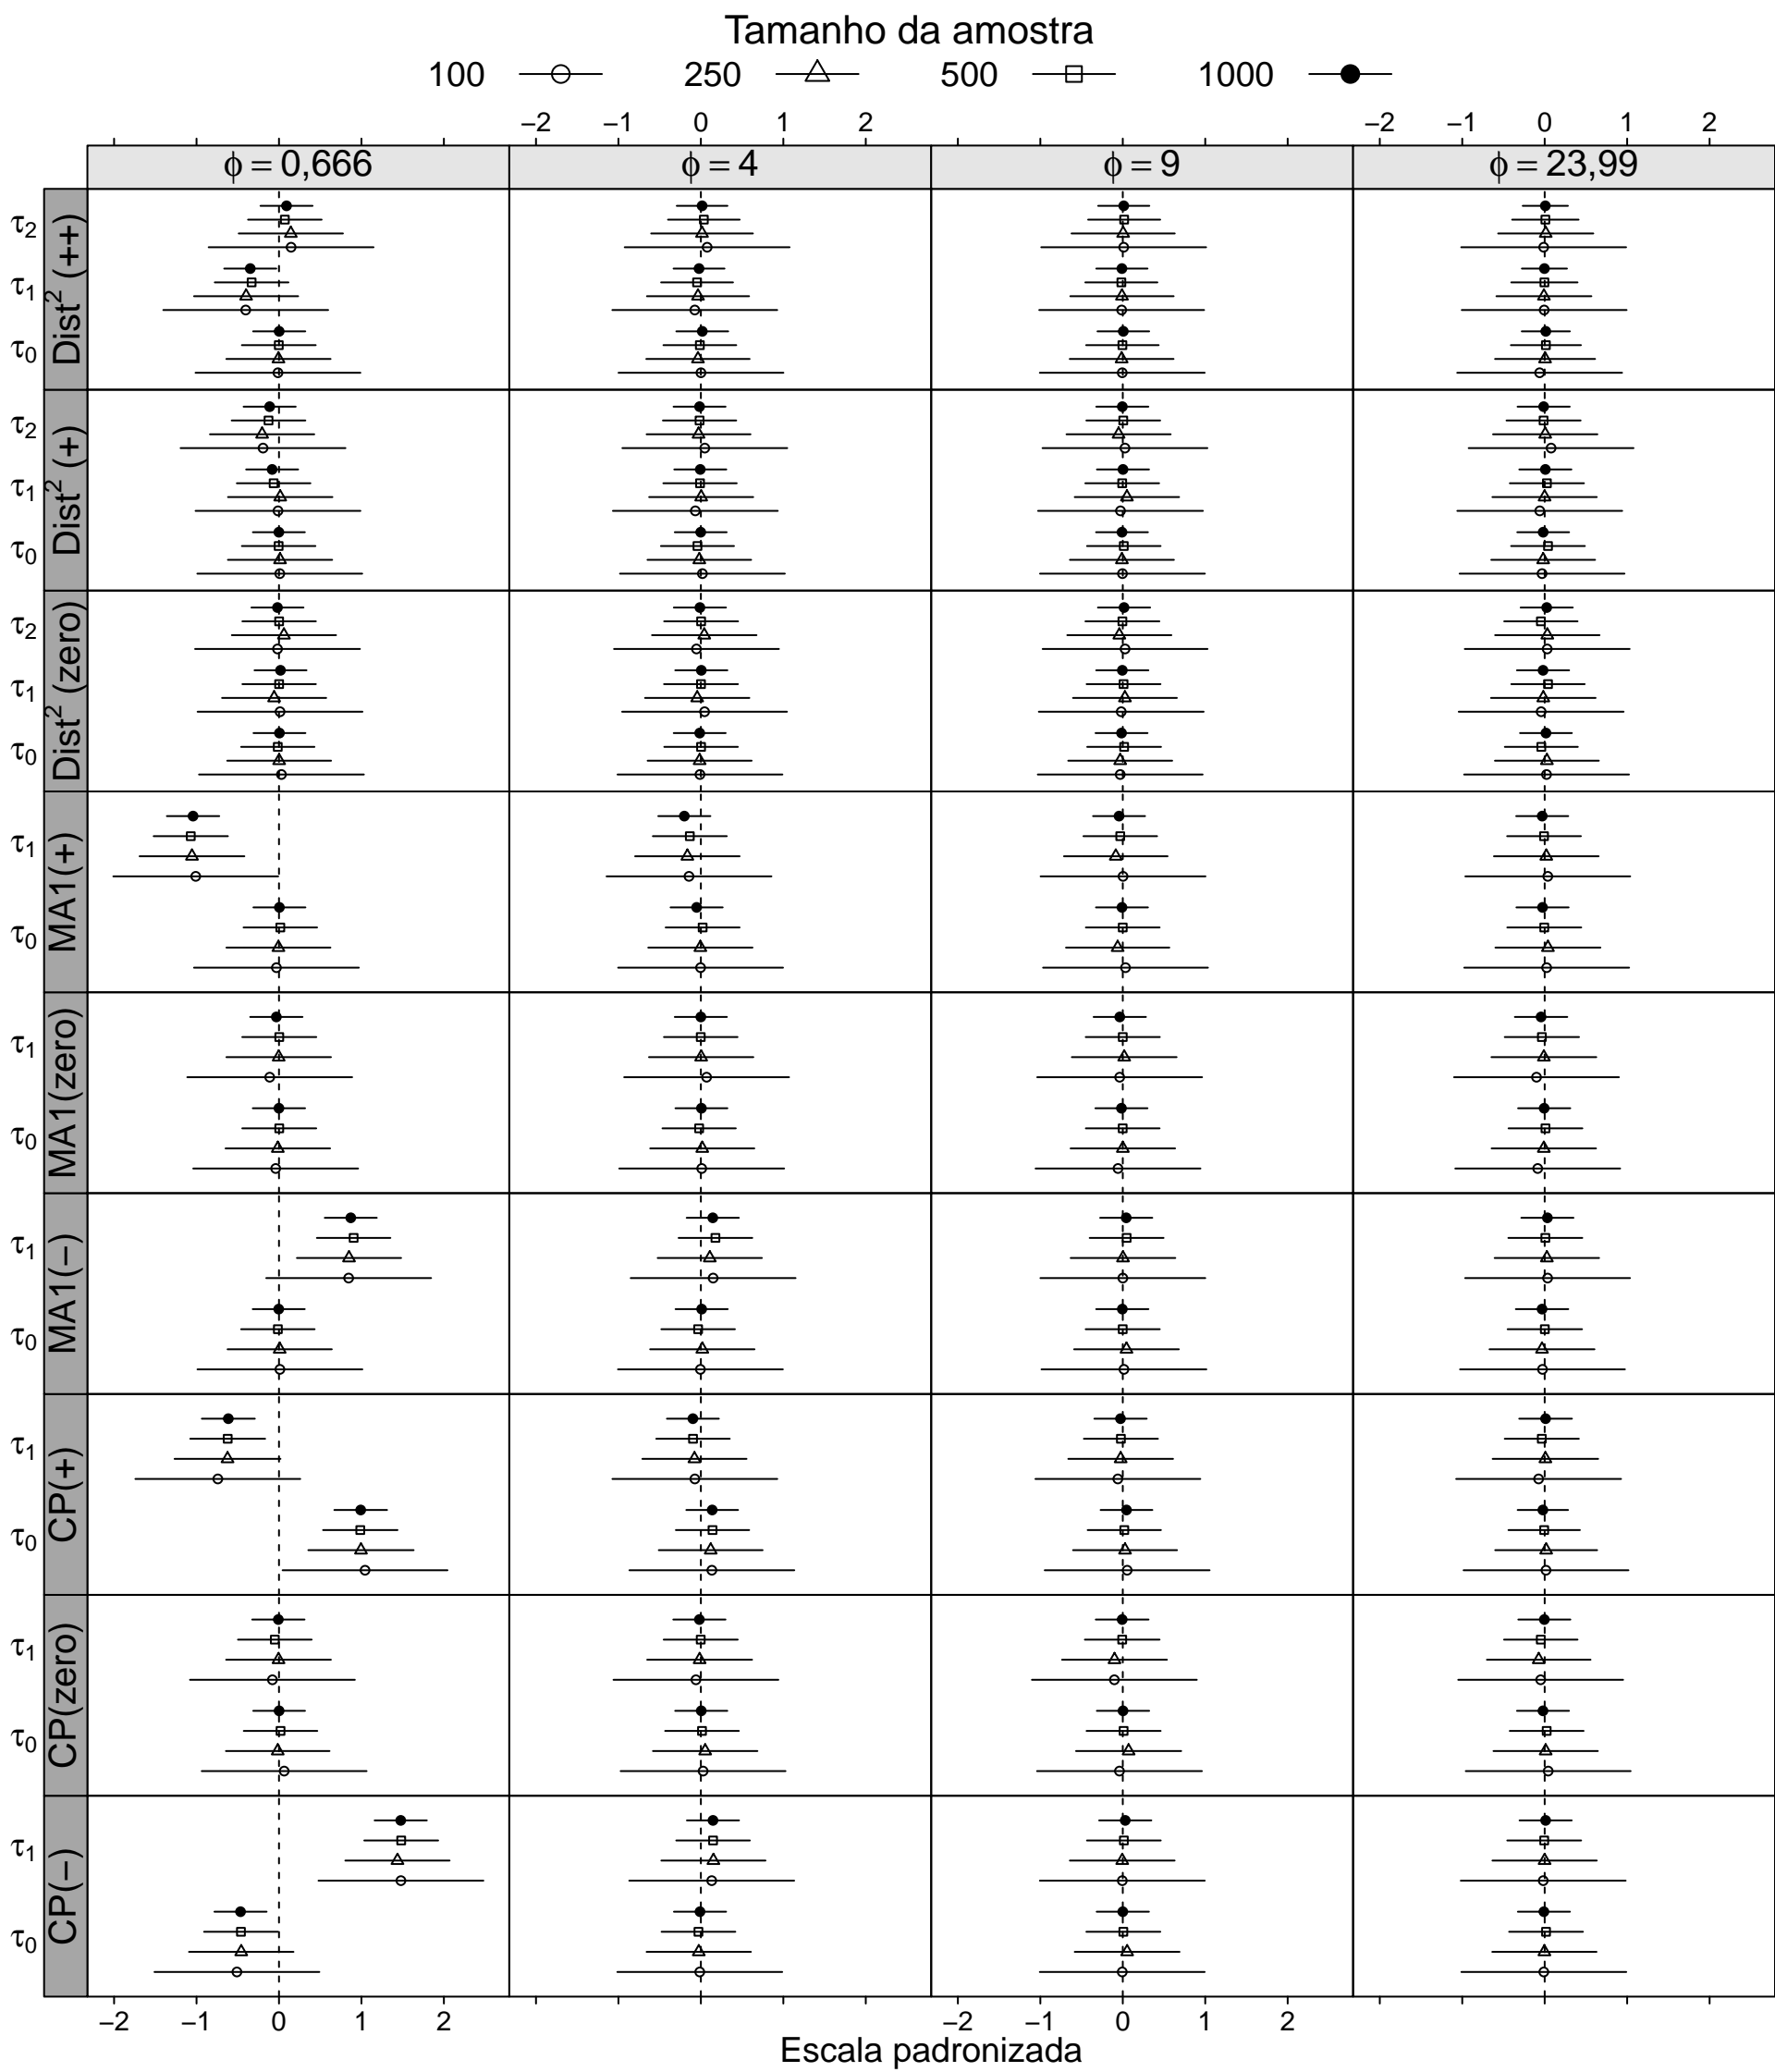 Tamanho da amostra
100 250 500 1000
−2 −1 0 1 2 −2 −1 0 1 2
ϕ = 0,666 ϕ = 4 ϕ = 9 ϕ = 23,99
Dist² (++)
τ₂
τ₁
τ₀
Dist² (+)
τ₂
τ₁
τ₀
Dist² (zero)
τ₂
τ₁
τ₀
MA1(+)
τ₁
τ₀
MA1(zero)
τ₁
τ₀
MA1(−)
τ₁
τ₀
CP(+)
τ₁
τ₀
CP(zero)
τ₁
τ₀
CP(−)
τ₁
τ₀
−2 −1 0 1 2 −2 −1 0 1 2
Escala padronizada